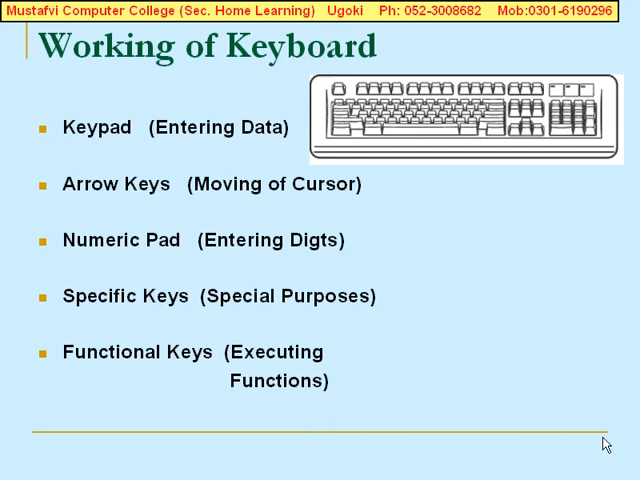 Mustafvi Computer College (Sec. Home Learning) Ugoki Ph: 052-3008682 Mob:0301-6190296
Working of Keyboard
Keypad (Entering Data)
Arrow Keys (Moving of Cursor)
Numeric Pad (Entering Digts)
Specific Keys (Special Purposes)
Functional Keys (Executing
Functions)